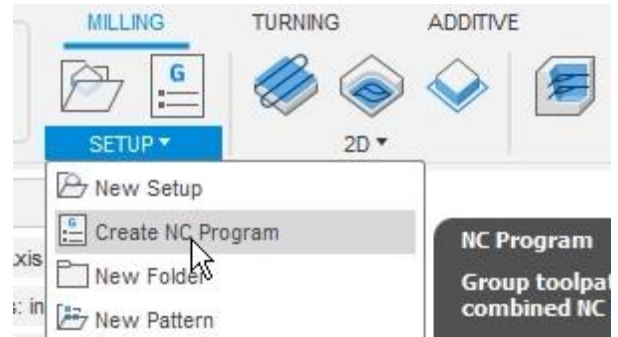 MILLING TURNING ADDITIVE
G
SETUP 2D
New Setup
G Create NC Program
New Folder
New Pattern
NC Program
Group
combined NC